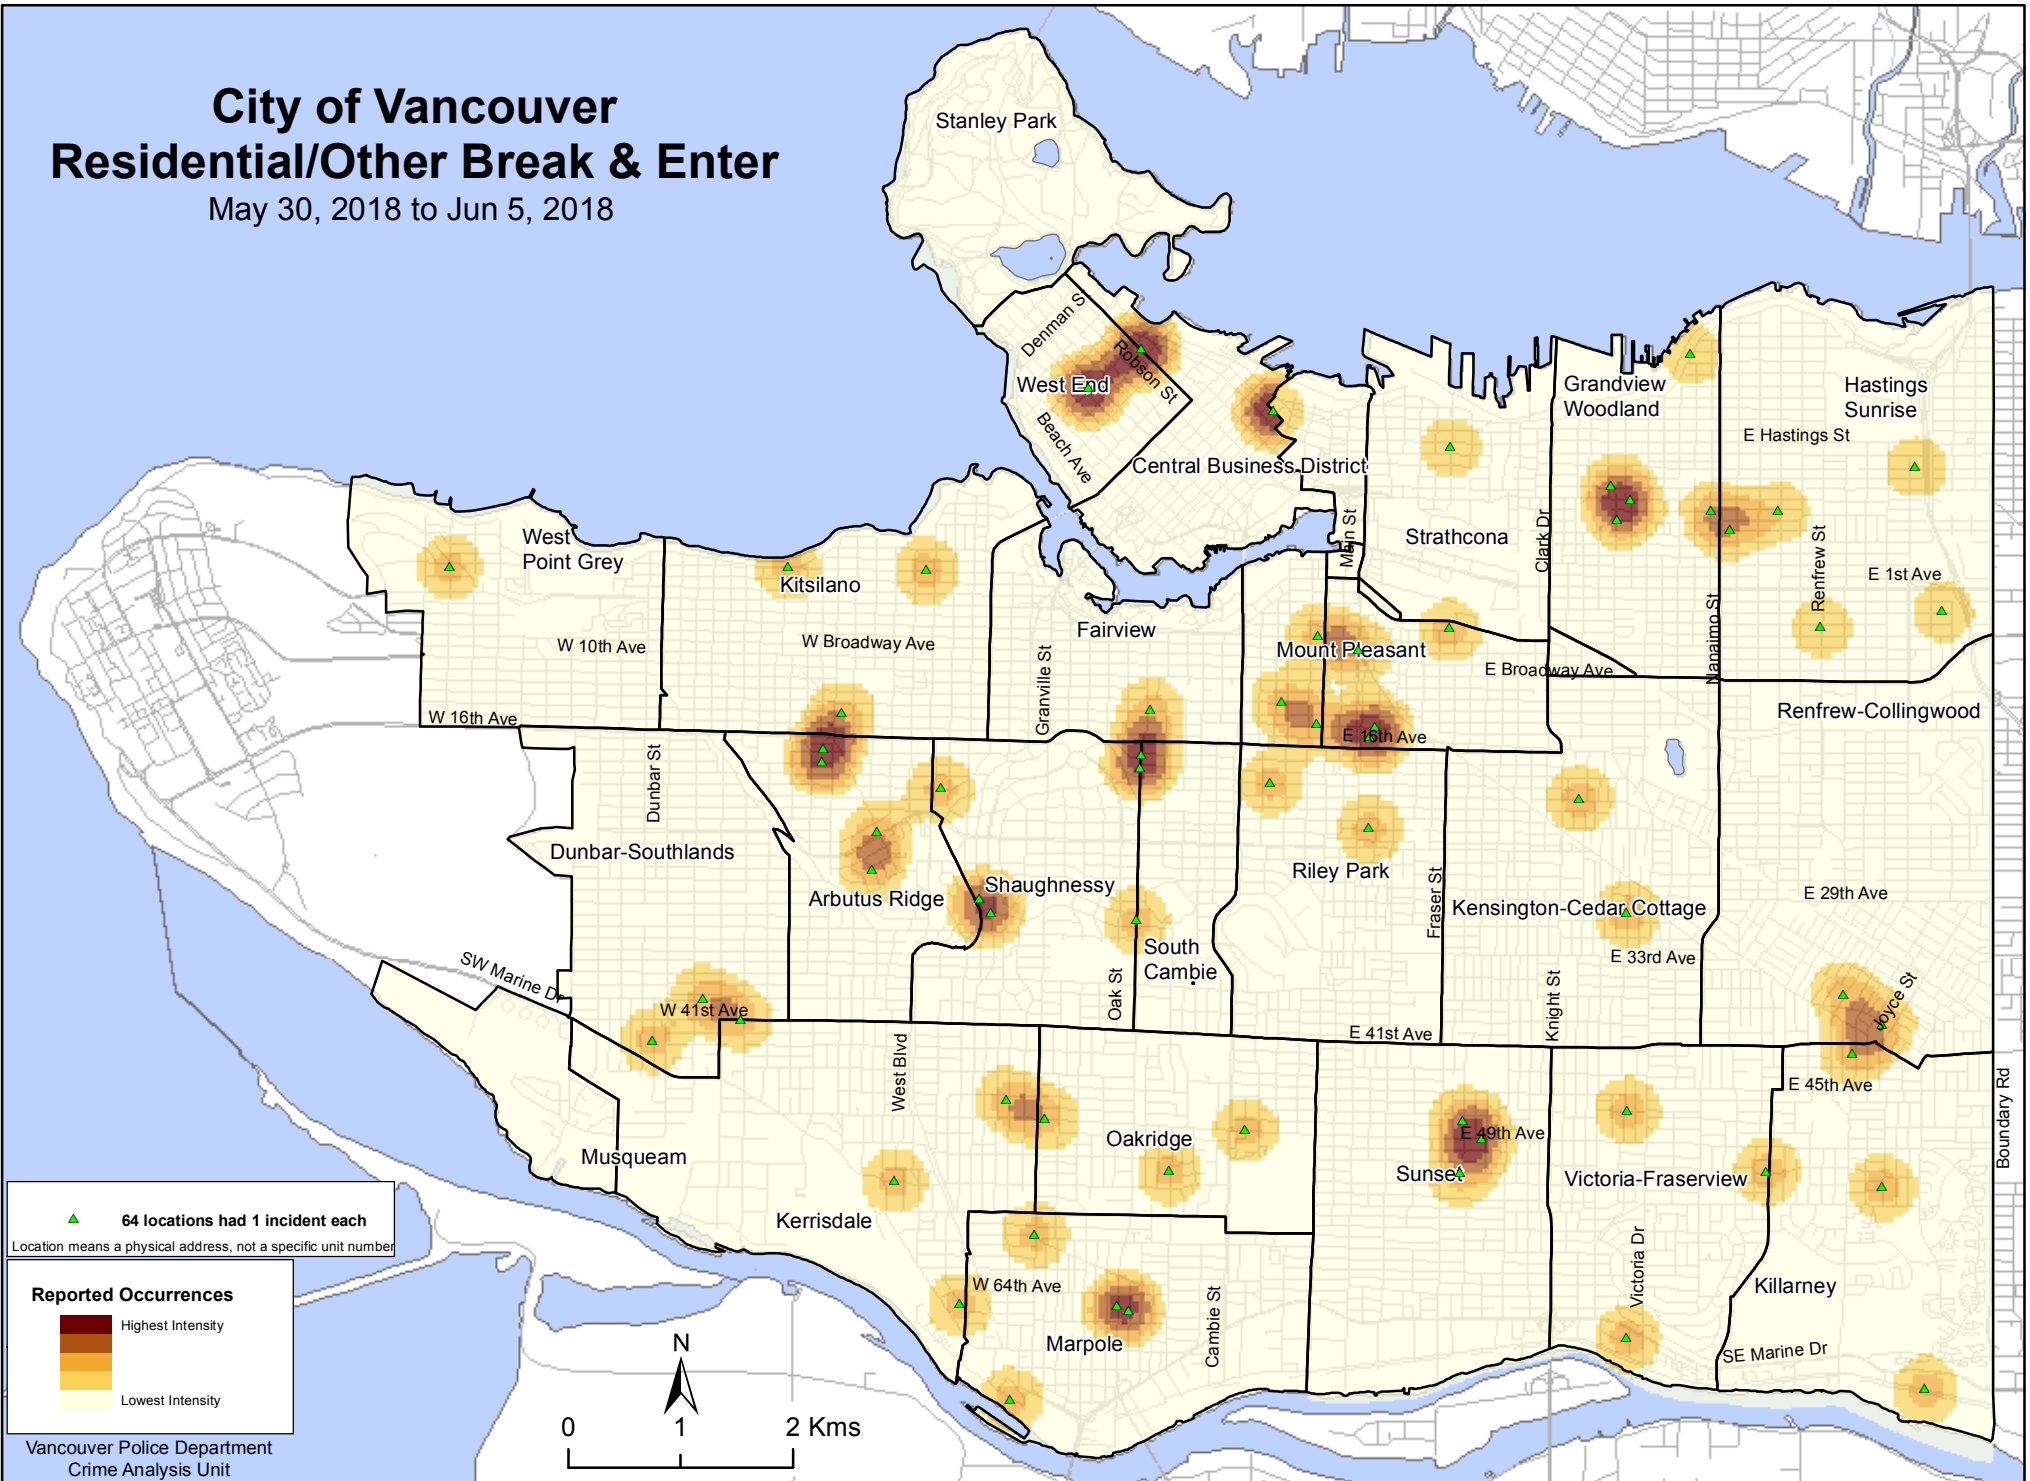 City of Vancouver
Residential/Other Break & Enter
May 30, 2018 to Jun 5, 2018
Stanley Park
Denman St
Robson St
West End
Beach Ave
Central Business District
Grandview
Woodland
Hastings
Sunrise
E Hastings St
West
Point Grey
Kitsilano
Main St
Strathcona
Clark Dr
Renfrew St
E 1st Ave
Nanaimo St
W 10th Ave
W Broadway Ave
Fairview
Granville St
Mount Pleasant
E Broadway Ave
W 16th Ave
E 16th Ave
Renfrew-Collingwood
Dunbar St
Dunbar-Southlands
Arbutus Ridge
Shaughnessy
Riley Park
Fraser St
Kensington-Cedar Cottage
E 29th Ave
South
Cambie
E 33rd Ave
SW Marine Dr
W 41st Ave
Oak St
Knight St
Joyce St
E 41st Ave
West Blvd
E 45th Ave
Boundary Rd
Musqueam
Oakridge
E 49th Ave
Sunset
Victoria-Fraserview
Kerrisdale
W 64th Ave
Marpole
Cambie St
Victoria Dr
Killarney
SE Marine Dr
64 locations had 1 incident each
Location means a physical address, not a specific unit number
Reported Occurrences
Highest Intensity
Lowest Intensity
N
0 1 2 Kms
Vancouver Police Department
Crime Analysis Unit